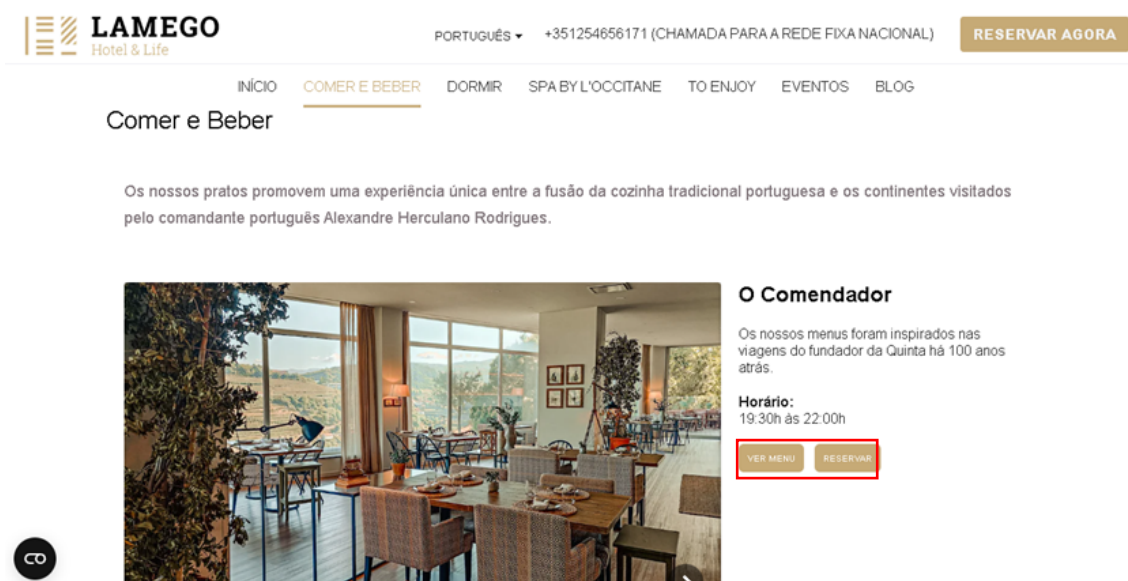 LAMEGO
Hotel & Life
PORTUGUÊS
+351254656171 (CHAMADA PARA A REDE FIXA NACIONAL)
RESERVAR AGORA
INÍCIO COMER E BEBER DORMIR SPA BY L'OCCITANE TO ENJOY EVENTOS BLOG
Comer e Beber
Os nossos pratos promovem uma experiência única entre a fusão da cozinha tradicional portuguesa e os continentes visitados
pelo comandante português Alexandre Herculano Rodrigues.
O Comendador
Os nossos menus foram inspirados nas
viagens do fundador da Quinta há 100 anos
atrás.
Horário:
19:30h às 22:00h
VER MENU RESERVAR